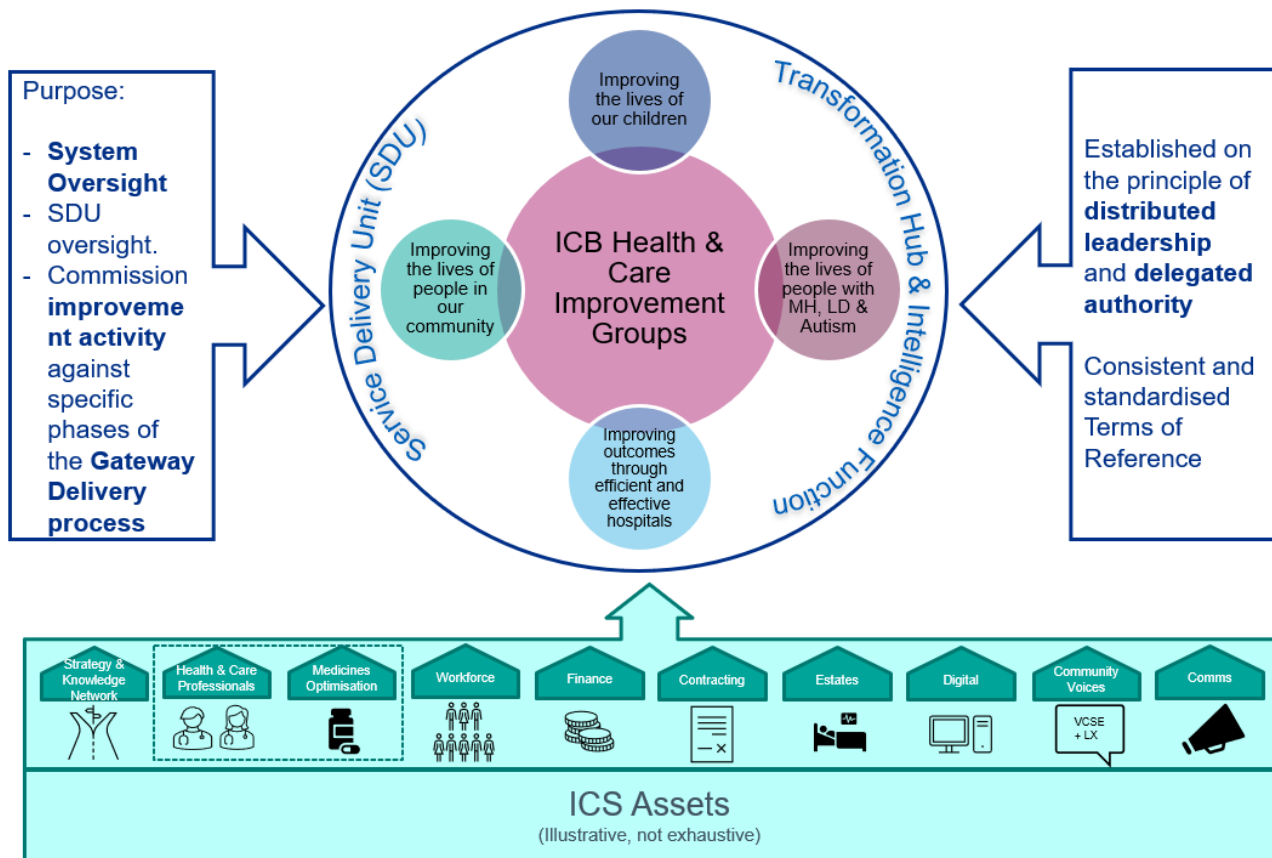 Purpose:
- System
Oversight
- SDU
oversight.
- Commission
improveme
nt activity
against
specific
phases of
the Gateway
Delivery
process
Service Delivery Unit (SDU)
Transformation Hub & Intelligence Function
Improving
the lives of
our children
Improving
the lives of
people in
our
community
ICB Health &
Care
Improvement
Groups
Improving
the lives of
people with
MH, LD &
Autism
Improving
outcomes
through
efficient and
effective
hospitals
Established on
the principle of
distributed
leadership
and delegated
authority
Consistent and
standardised
Terms of
Reference
Strategy &
Knowledge
Network
Health & Care
Professionals
Medicines
Optimisation
Workforce
Finance
Contracting
Estates
Digital
Community
Voices
Comms
VCSE
+ LX
ICS Assets
(Illustrative, not exhaustive)